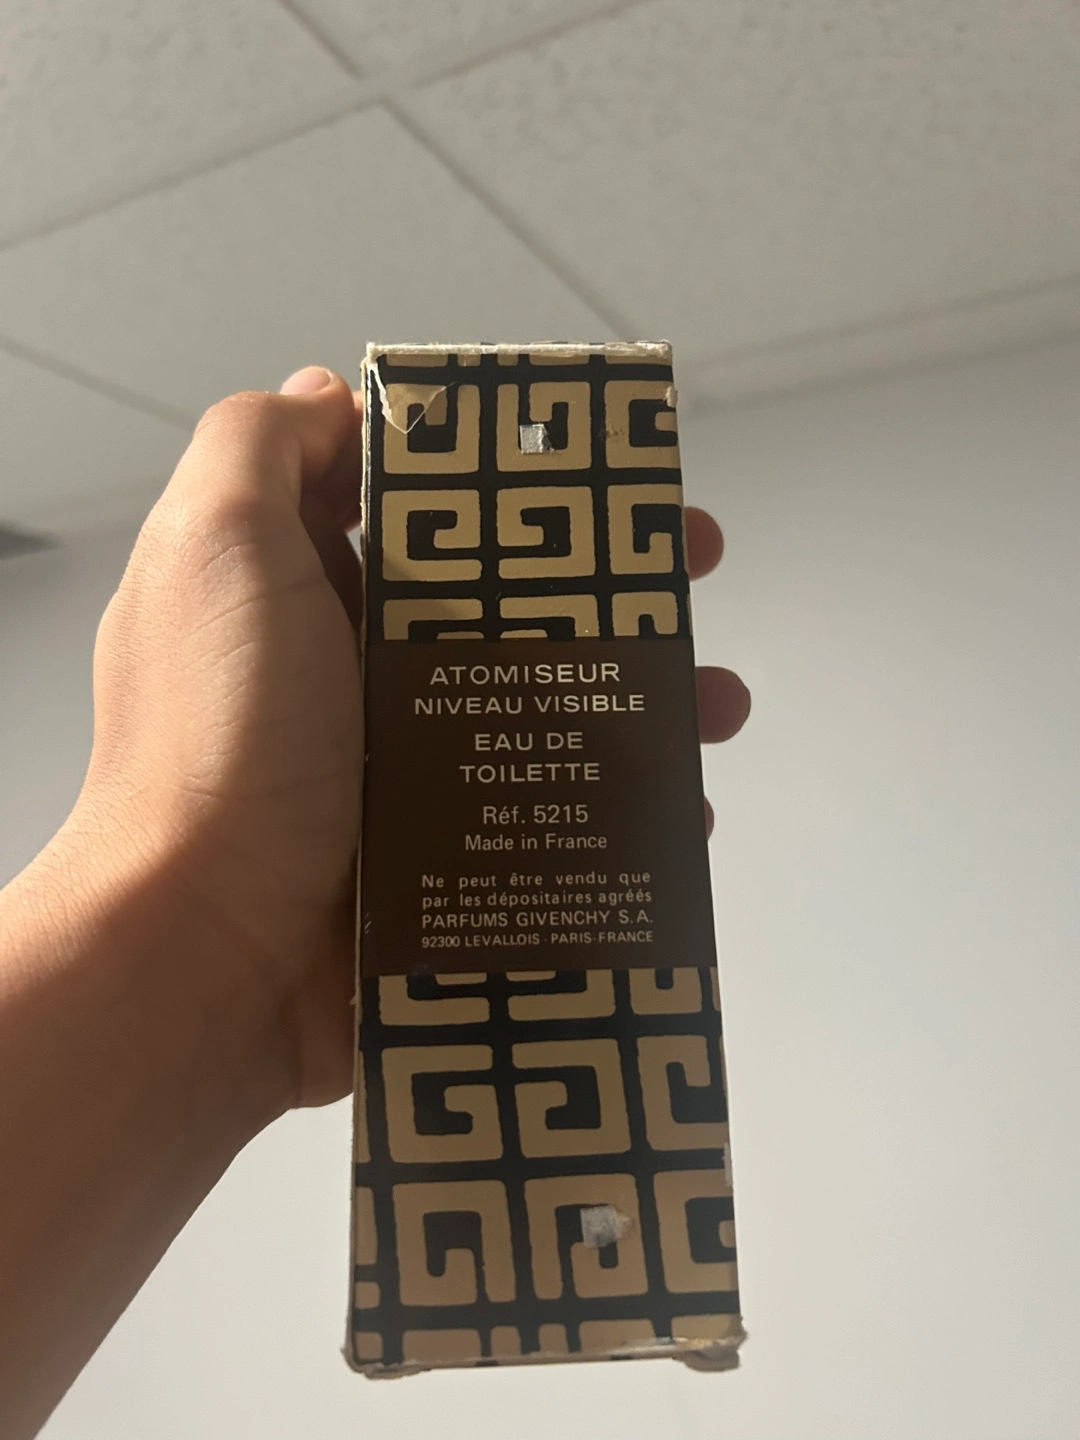 ATOMISEUR
NIVEAU VISIBLE
EAU DE
TOILETTE
Réf. 5215
Made in France
Ne peut être vendu que
par les dépositaires agréés
PARFUMS GIVENCHY S.A.
92300 LEVALLOIS - PARIS - FRANCE